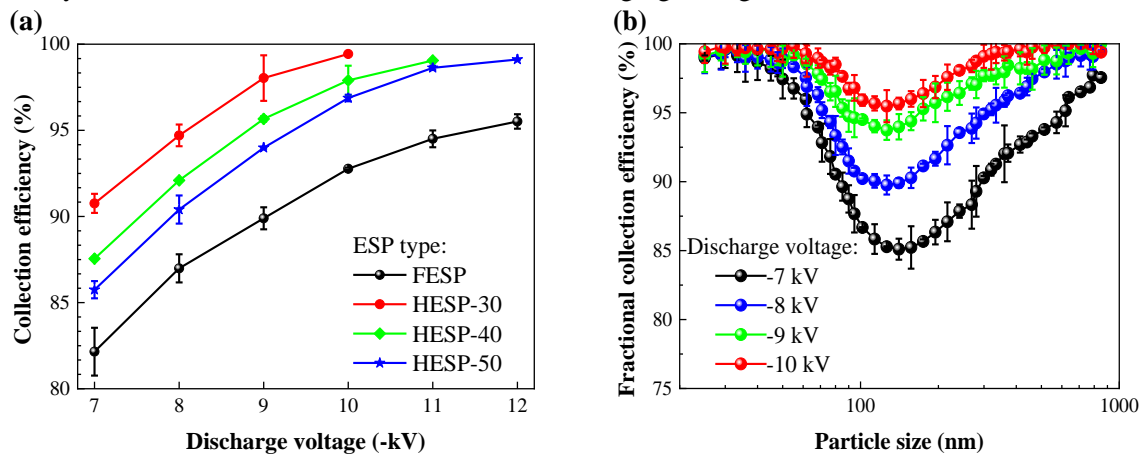 (a)
Collection efficiency (%)
100
95
90
85
80
7 8 9 10 11 12
Discharge voltage (-kV)
ESP type:
FESP
HESP-30
HESP-40
HESP-50
(b)
Fractional collection efficiency (%)
100
95
90
85
80
75
100 1000
Particle size (nm)
Discharge voltage:
-7 kV
-8 kV
-9 kV
-10 kV